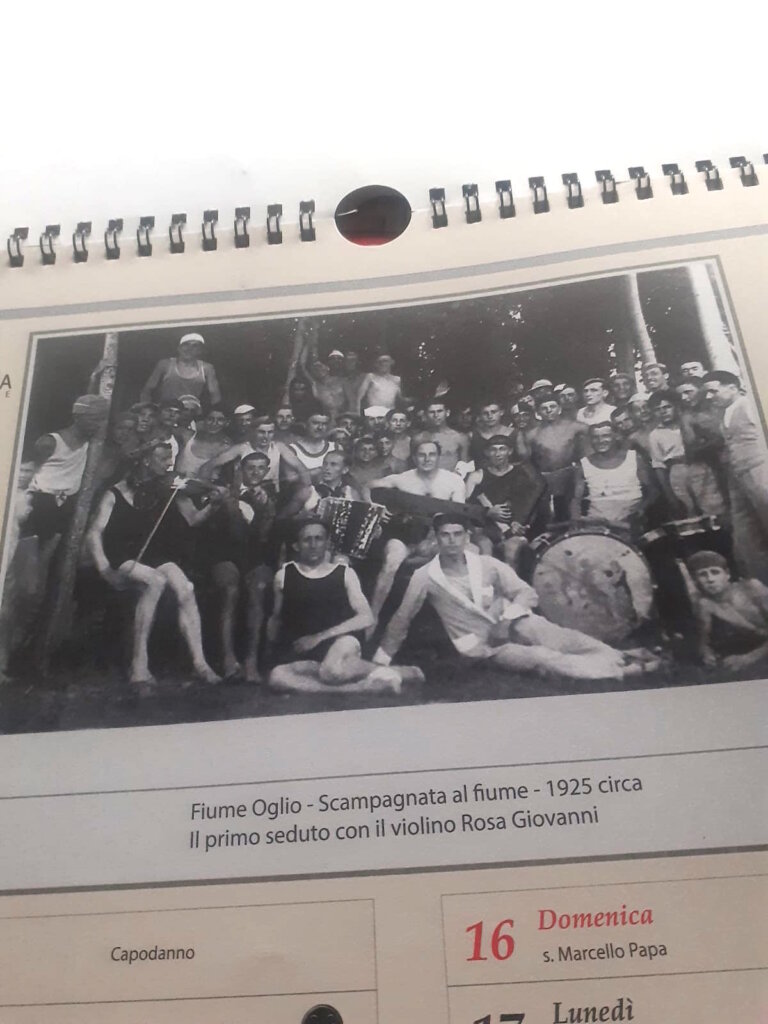 A
E
Fiume Oglio - Scampagnata al fiume - 1925 circa
Il primo seduto con il violino Rosa Giovanni
Capodanno
16 Domenica
s. Marcello Papa
17 Lunedì